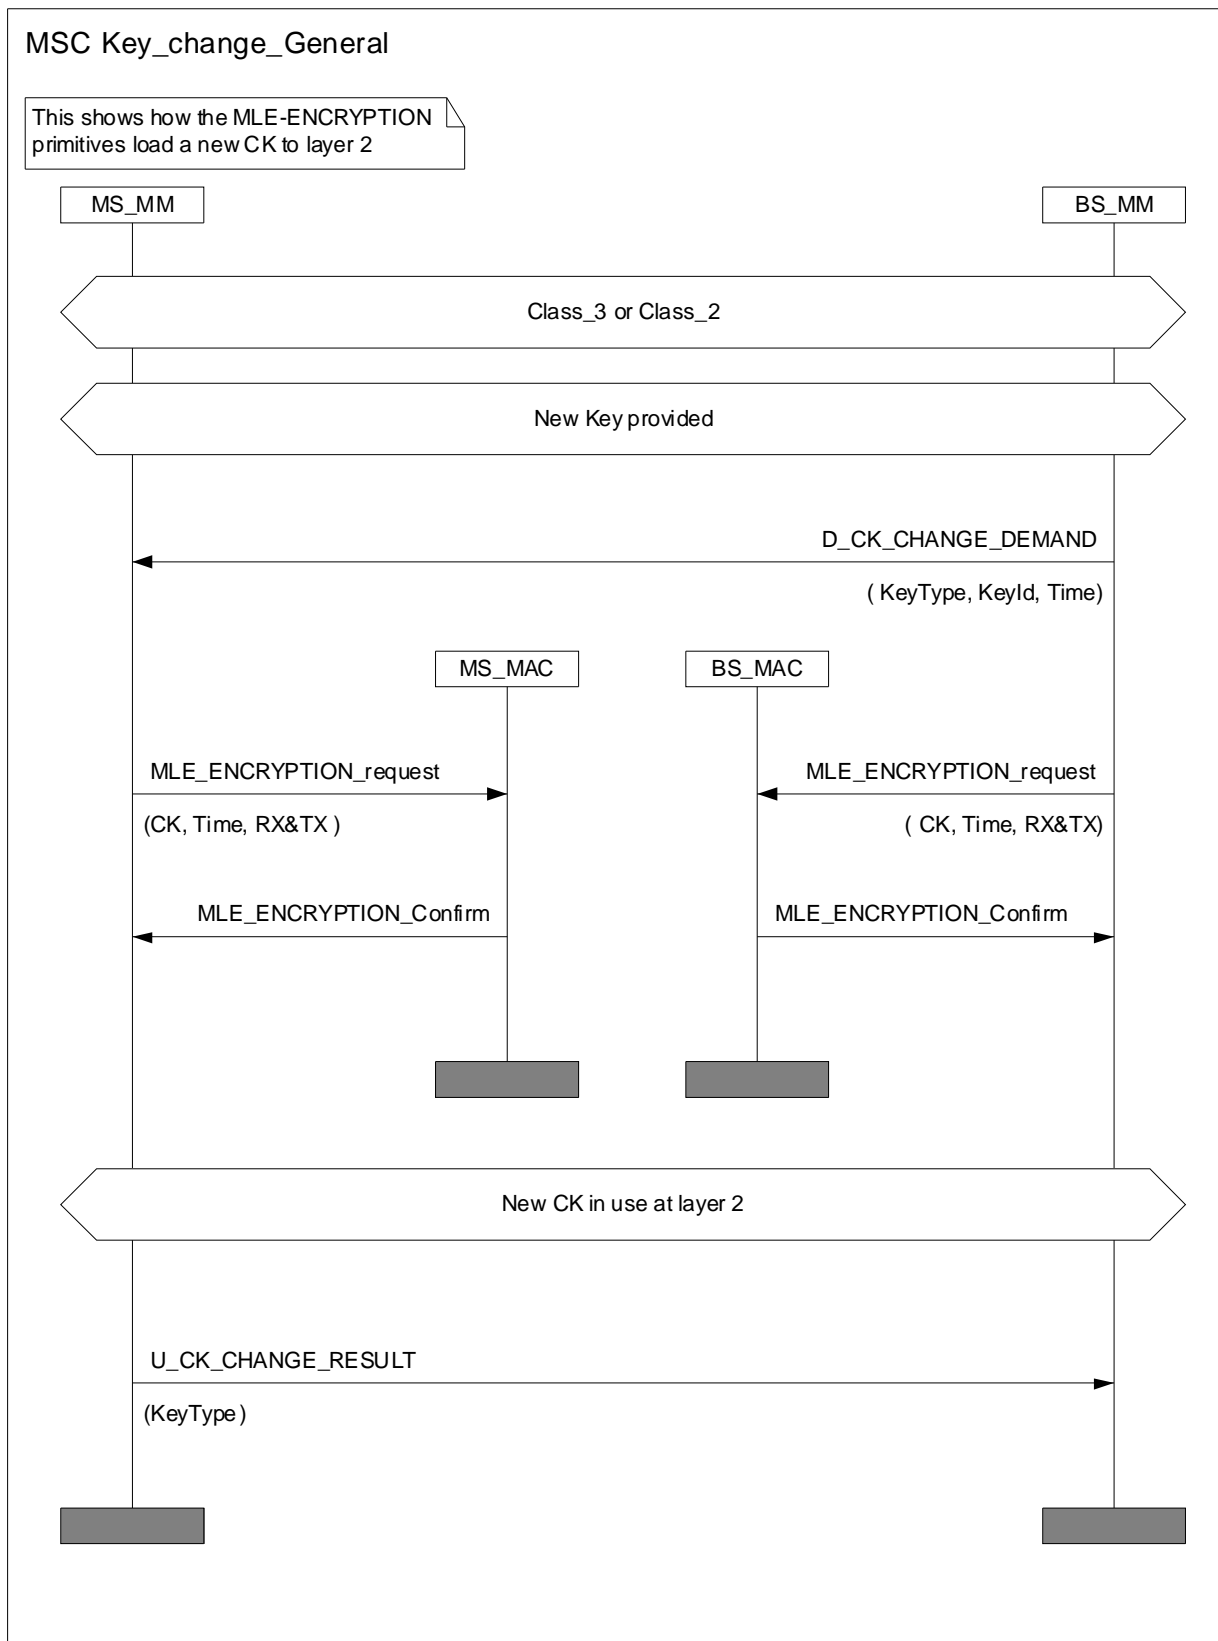 MSC Key_change_General
This shows how the MLE-ENCRYPTION
primitives load a new CK to layer 2
MS_MM
BS_MM
Class_3 or Class_2
New Key provided
D_CK_CHANGE_DEMAND
( KeyType, KeyId, Time)
MS_MAC
BS_MAC
MLE_ENCRYPTION_request
MLE_ENCRYPTION_request
(CK, Time, RX&TX )
( CK, Time, RX&TX)
MLE_ENCRYPTION_Confirm
MLE_ENCRYPTION_Confirm
New CK in use at layer 2
U_CK_CHANGE_RESULT
(KeyType)